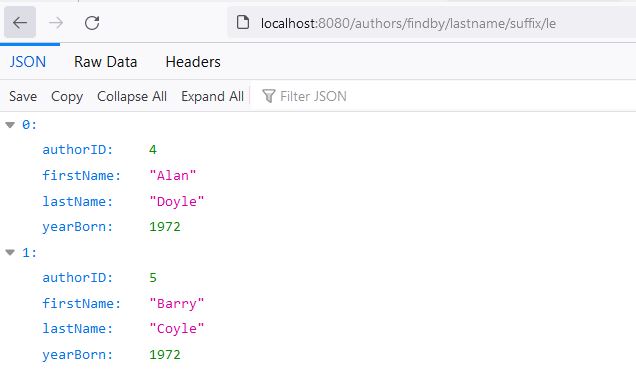 localhost:8080/authors/findby/lastname/suffix/le
JSON Raw Data Headers
Save Copy Collapse All Expand All Filter JSON
0:
authorID: 4
firstName: "Alan"
lastName: "Doyle"
yearBorn: 1972
1:
authorID: 5
firstName: "Barry"
lastName: "Coyle"
yearBorn: 1972